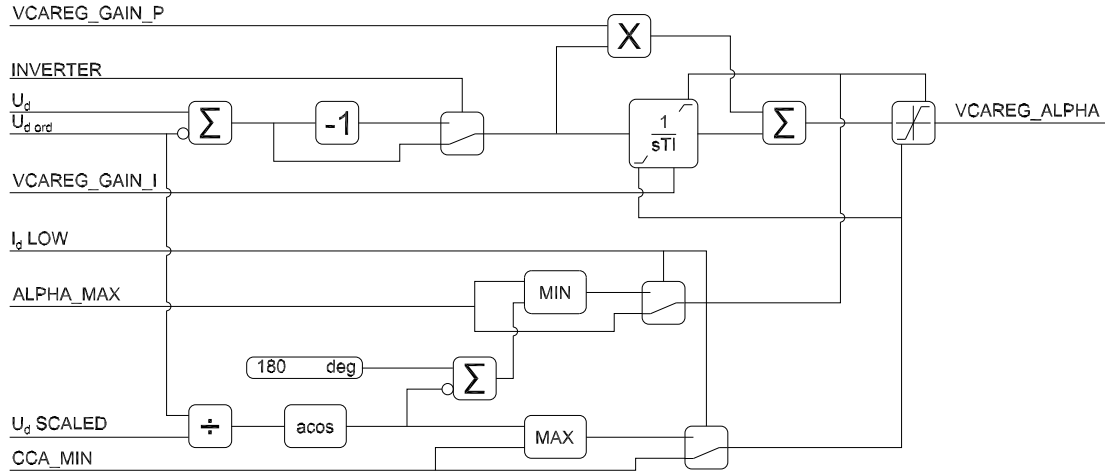 VCAREG_GAIN_P
X
INVERTER
U_d
U_d ord
Σ
-1
1
sTI
Σ
VCAREG_ALPHA
VCAREG_GAIN_I
I_d LOW
ALPHA_MAX
MIN
180 deg
Σ
U_d SCALED
÷
acos
MAX
CCA_MIN